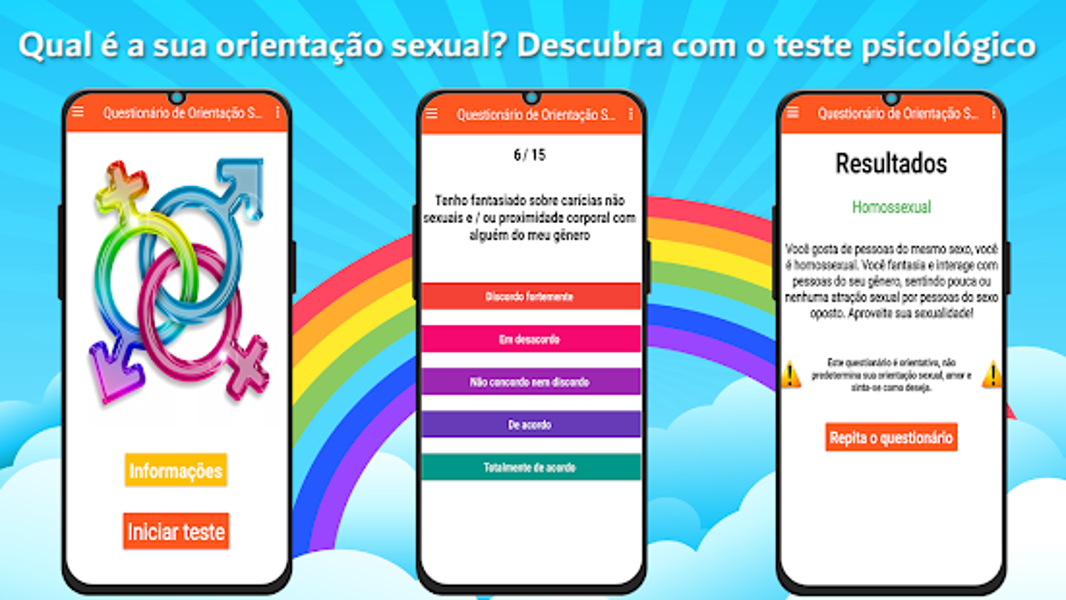 Qual é a sua orientação sexual? Descubra com o teste psicológico
Questionário de Orientação S...
Informações
Iniciar teste
Questionário de Orientação S...
6 / 15
Tenho fantasiado sobre carícias não
sexuais e / ou proximidade corporal com
alguém do meu gênero
Discordo fortemente
Em desacordo
Não concordo nem discordo
De acordo
Totalmente de acordo
Questionário de Orientação S...
Resultados
Homossexual
Você gosta de pessoas do mesmo sexo, você
é homossexual. Você fantasia e interage com
pessoas do seu gênero, sentindo pouca ou
nenhuma atração sexual por pessoas do sexo
oposto. Aproveite sua sexualidade!
Este questionário é orientativo, não
predetermina sua orientação sexual, amor e
sinta-se como deseja.
Repita o questionário